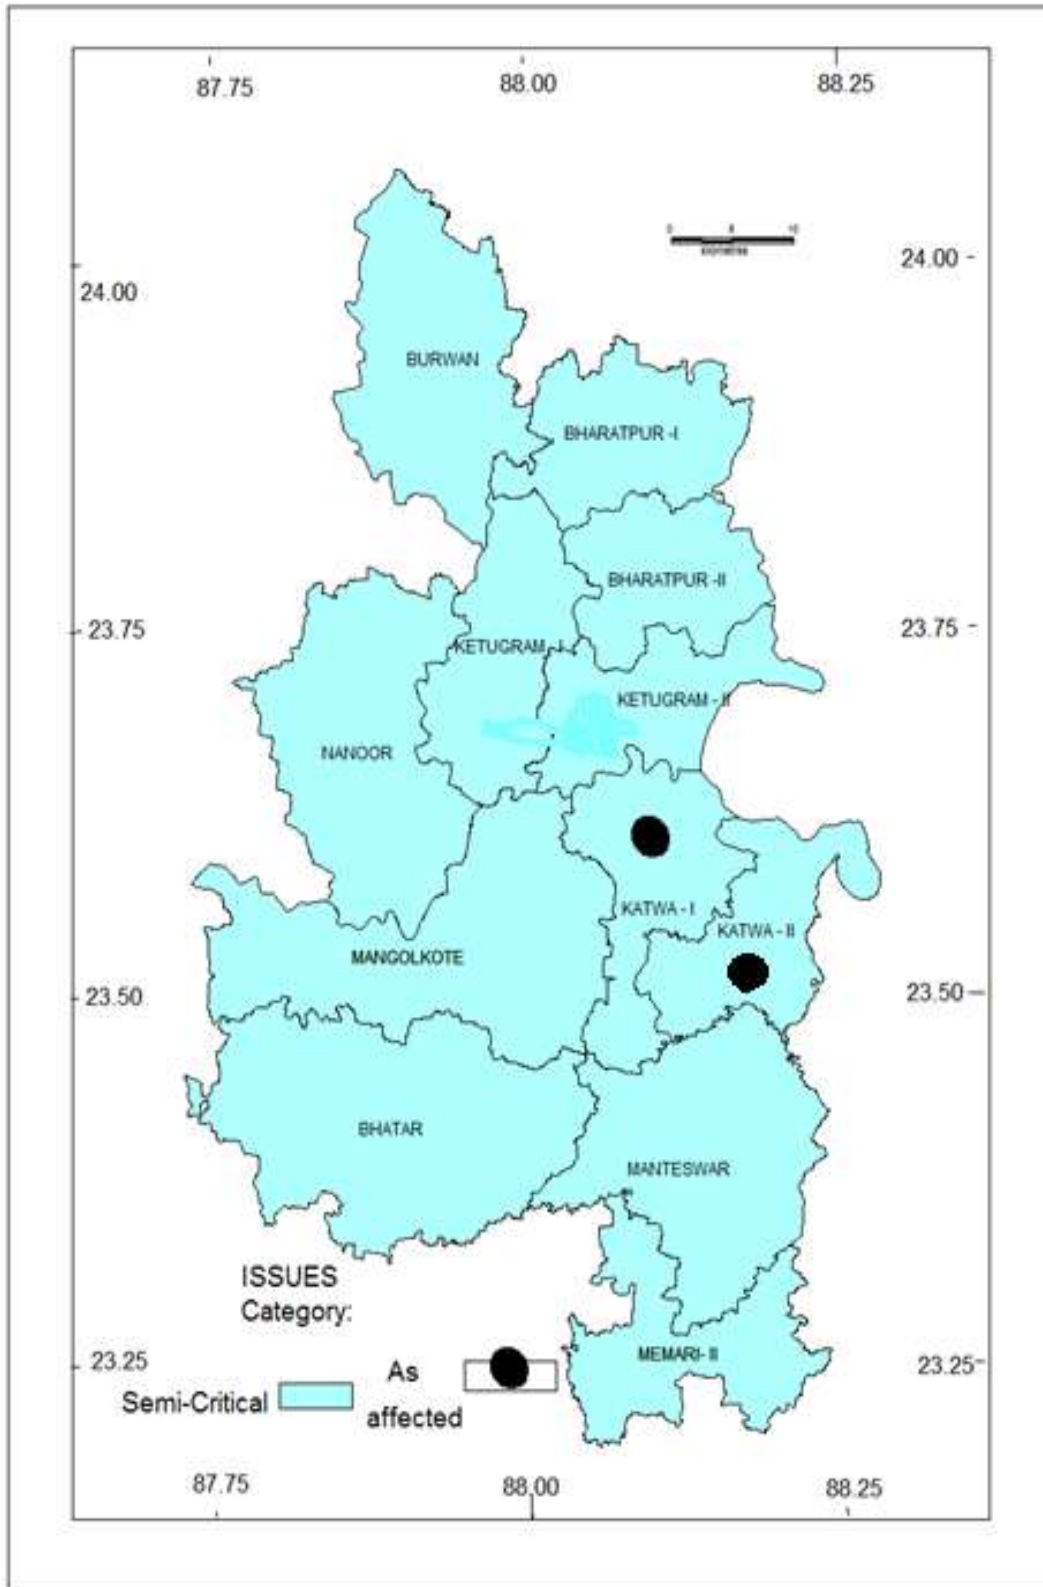 87.75 88.00 88.25
0 10
24.00
24.00
BURWAN
BHARATPUR -I
BHARATPUR -II
23.75
23.75
KETUGRAM - I
KETUGRAM - II
NANOOR
KATWA - I
KATWA - II
MANGOLKOTE
23.50
23.50
BHATAR
MANTESWAR
ISSUES
Category:
MEMARI- II
23.25
23.25
As
Semi-Critical
affected
87.75 88.00 88.25